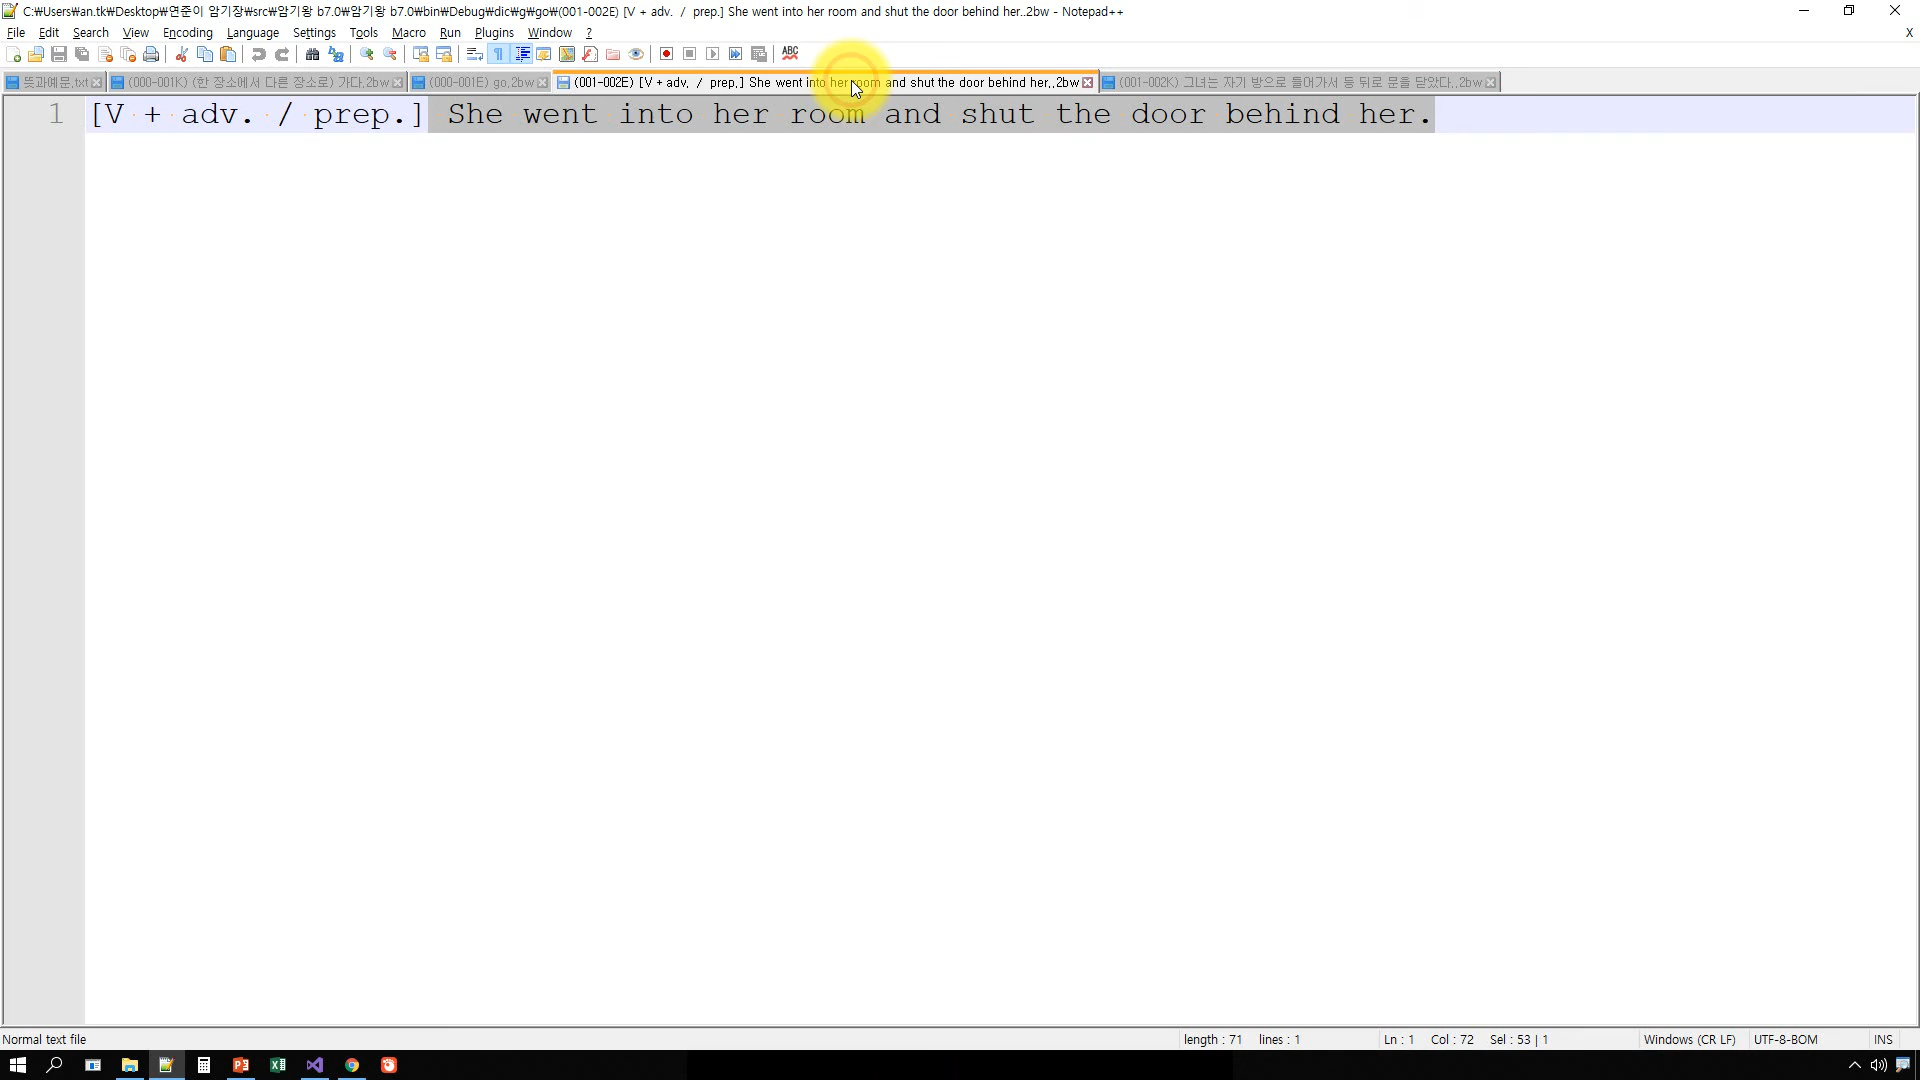 C:₩Users₩an.tk₩Desktop₩연준이 암기장₩src₩암기왕 b7.0₩암기왕 b7.0₩bin₩Debug₩dic₩g₩go₩(001-002E) [V + adv. / prep.] She went into her room and shut the door behind her..2bw - Notepad++
File Edit Search View Encoding Language Settings Tools Macro Run Plugins Window ? X
ABC
뜻과예문.txt (000-001K) (한 장소에서 다른 장소로) 가다.2bw (000-001E) go.2bw (001-002E) [V + adv. / prep.] She went into her room and shut the door behind her..2bw (001-002K) 그녀는 자기 방으로 들어가서 등 뒤로 문을 닫았다..2bw
1 [V + adv. / prep.] She went into her room and shut the door behind her.
Normal text file length : 71 lines : 1 Ln : 1 Col : 72 Sel : 53 | 1 Windows (CR LF) UTF-8-BOM INS